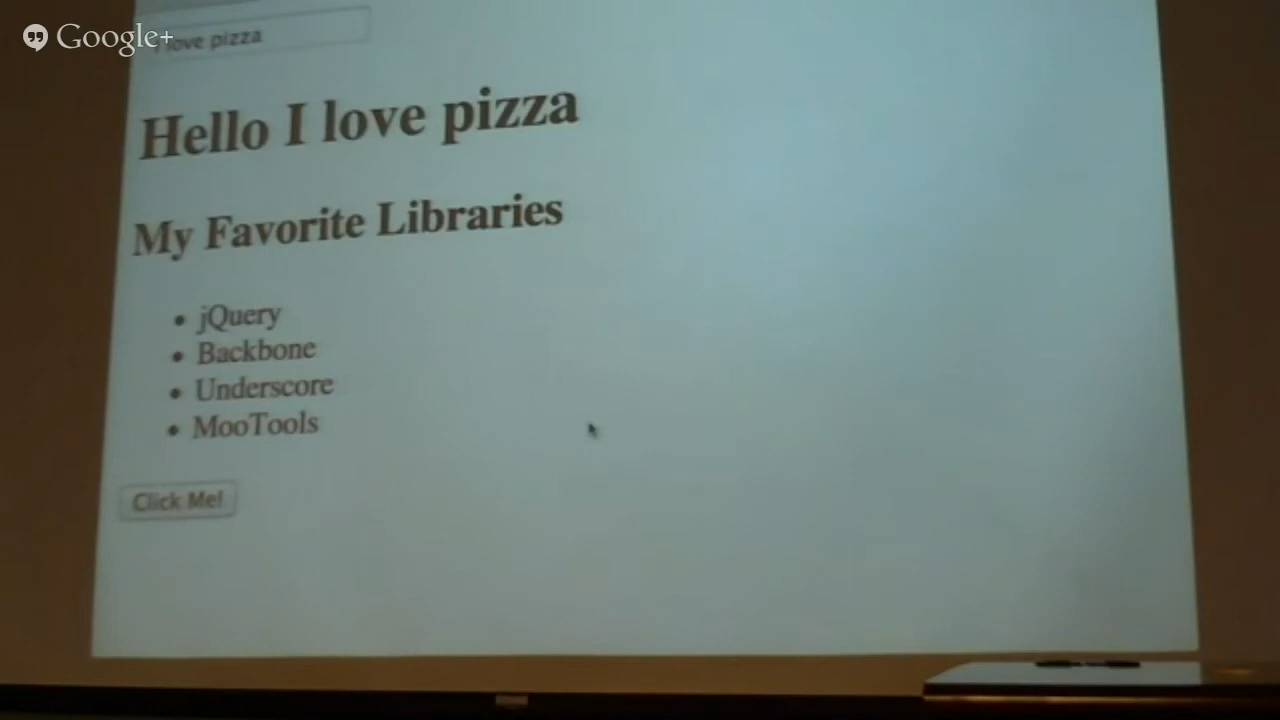 Google+
I love pizza
Hello I love pizza
My Favorite Libraries
jQuery
Backbone
Underscore
MooTools
Click Me!